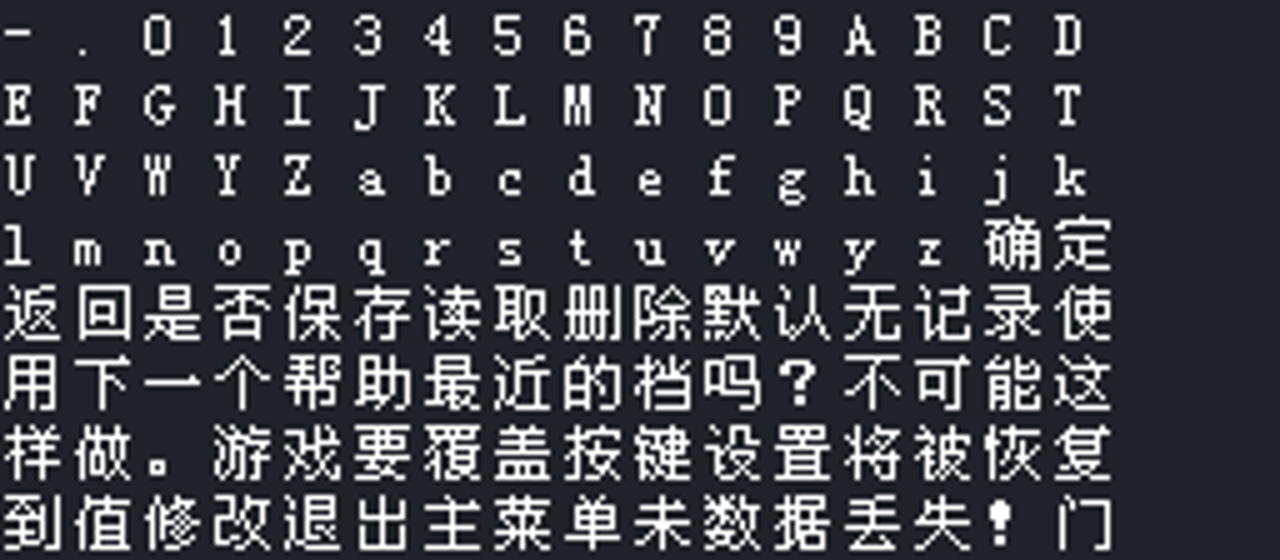 - . 0 1 2 3 4 5 6 7 8 9 A B C D
E F G H I J K L M N O P Q R S T
U V W Y Z a b c d e f g h i j k
l m n o p q r s t u v w y z 确 定
返 回 是 否 保 存 读 取 删 除 默 认 无 记 录 使
用 下 一 个 帮 助 最 近 的 挡 吗 ? 不 可 能 这
样 做 。 游 戏 要 覆 盖 按 键 设 置 将 被 恢 复
到 值 修 改 退 出 主 菜 单 未 数 据 丢 失 ! 门